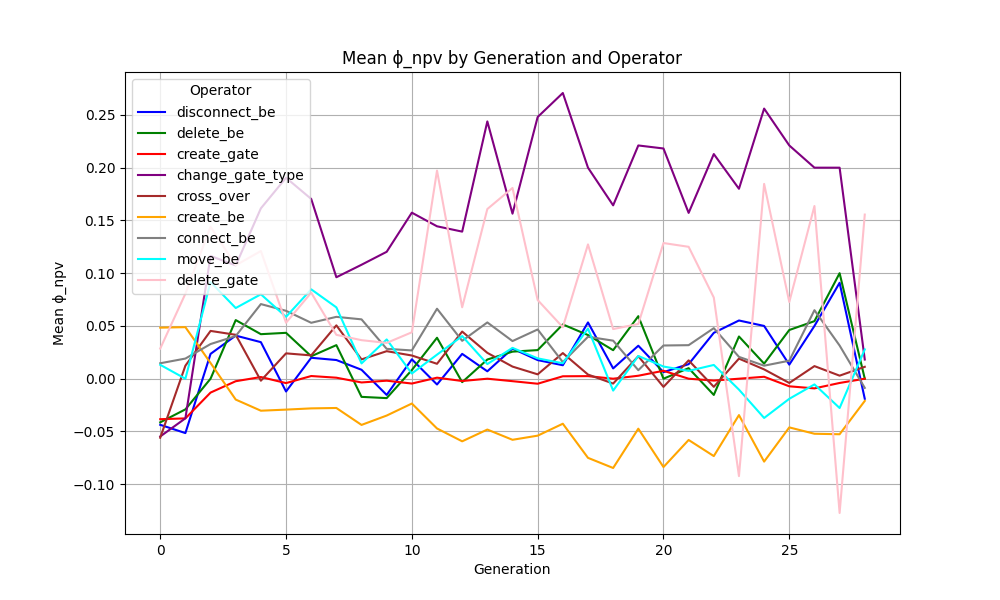 Mean ϕ_npv by Generation and Operator
Operator
disconnect_be
delete_be
create_gate
change_gate_type
cross_over
create_be
connect_be
move_be
delete_gate
Mean ϕ_npv
0.25
0.20
0.15
0.10
0.05
0.00
−0.05
−0.10
0 5 10 15 20 25
Generation